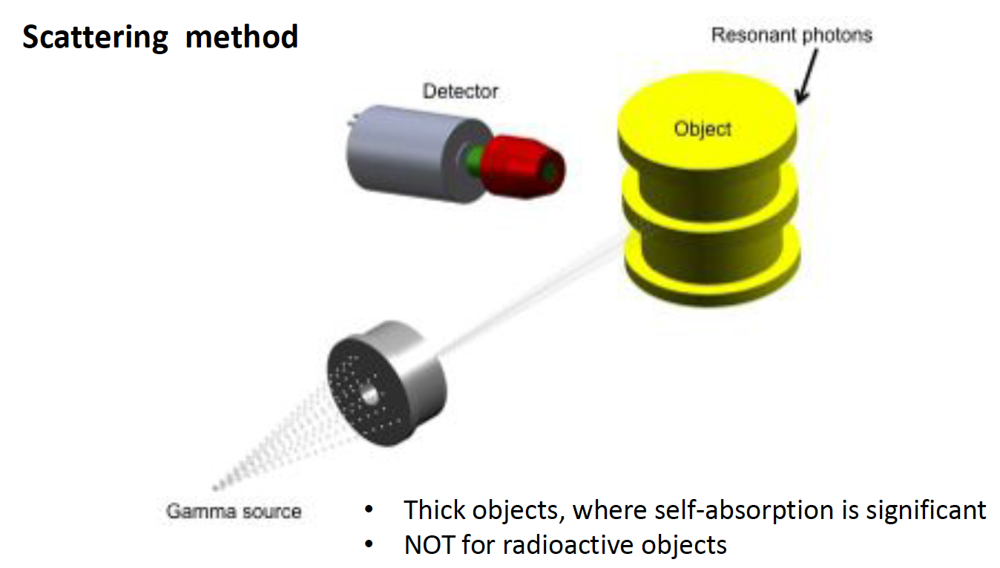 Scattering  method
Resonant photons
Detector
Object
Gamma source
• Thick objects, where self-absorption is significant
• NOT for radioactive objects